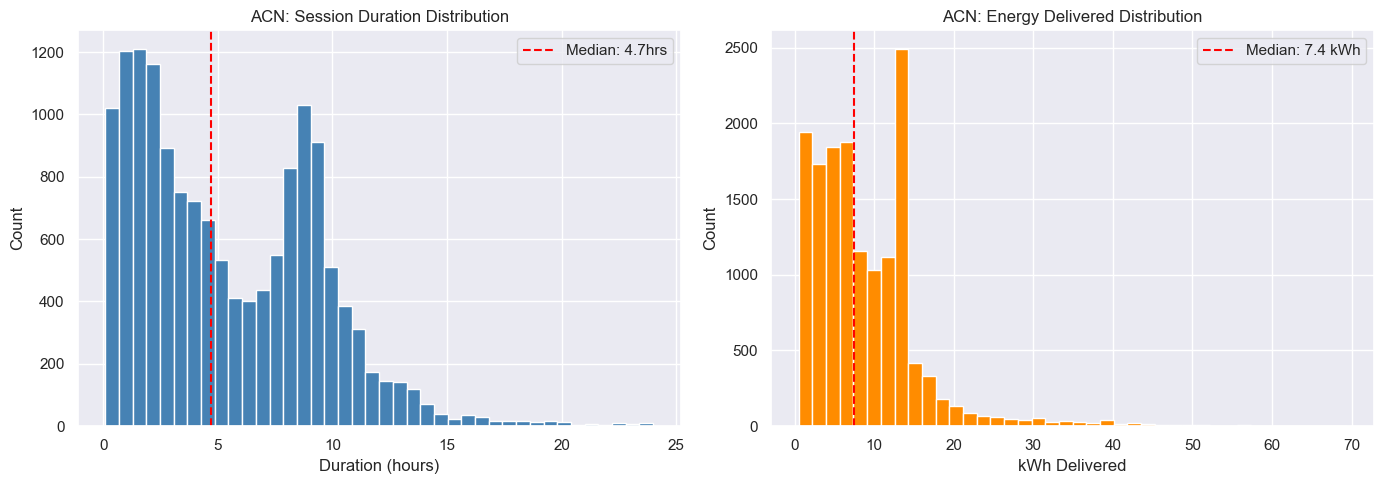 ACN: Session Duration Distribution
Median: 4.7hrs
Count
1200
1000
800
600
400
200
0
0 5 10 15 20 25
Duration (hours)
ACN: Energy Delivered Distribution
Median: 7.4 kWh
Count
2500
2000
1500
1000
500
0
0 10 20 30 40 50 60 70
kWh Delivered